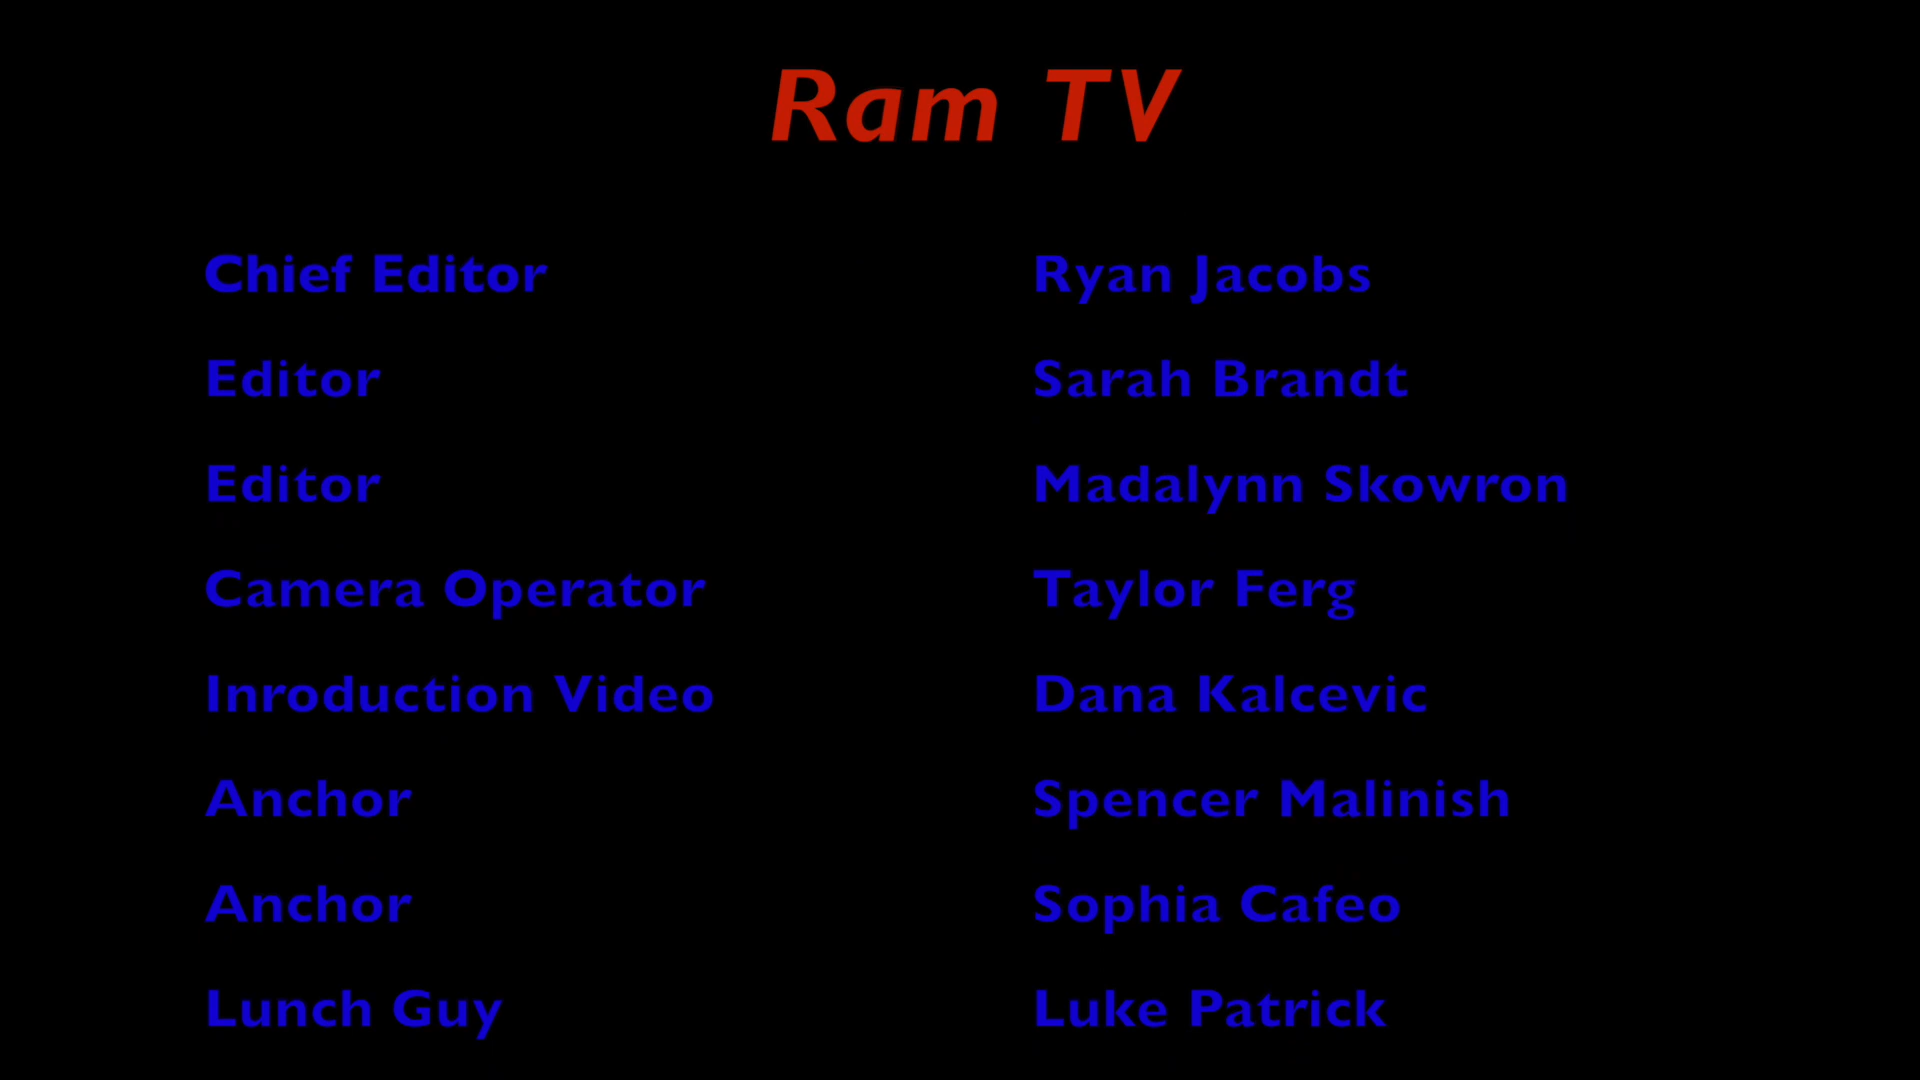 Ram TV
Chief Editor Ryan Jacobs
Editor Sarah Brandt
Editor Madalynn Skowron
Camera Operator Taylor Ferg
Inroduction Video Dana Kalcevic
Anchor Spencer Malinish
Anchor Sophia Cafeo
Lunch Guy Luke Patrick